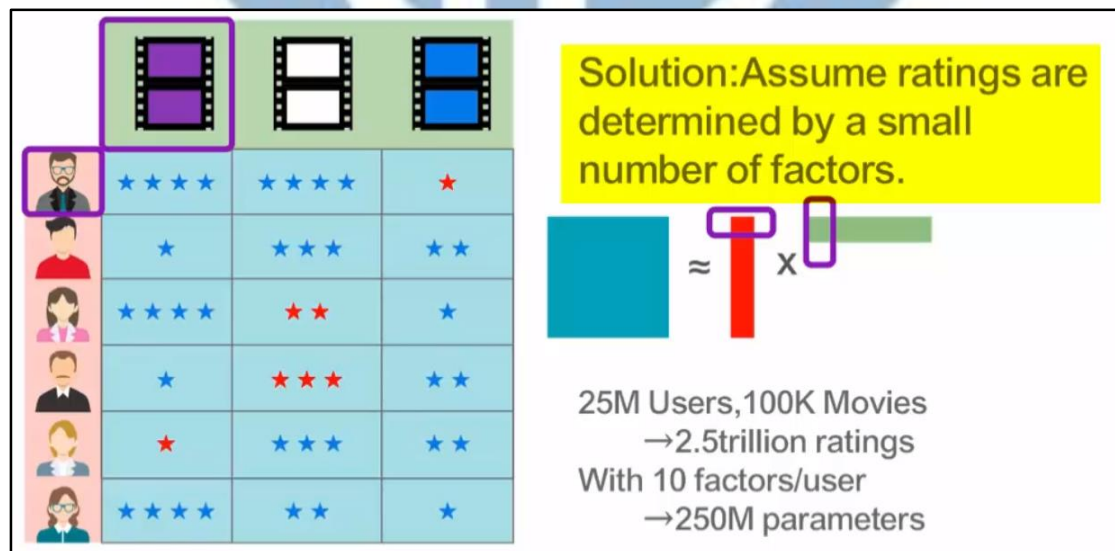 Solution:Assume ratings are
determined by a small
number of factors.
≈ X
25M Users,100K Movies
→2.5trillion ratings
With 10 factors/user
→250M parameters